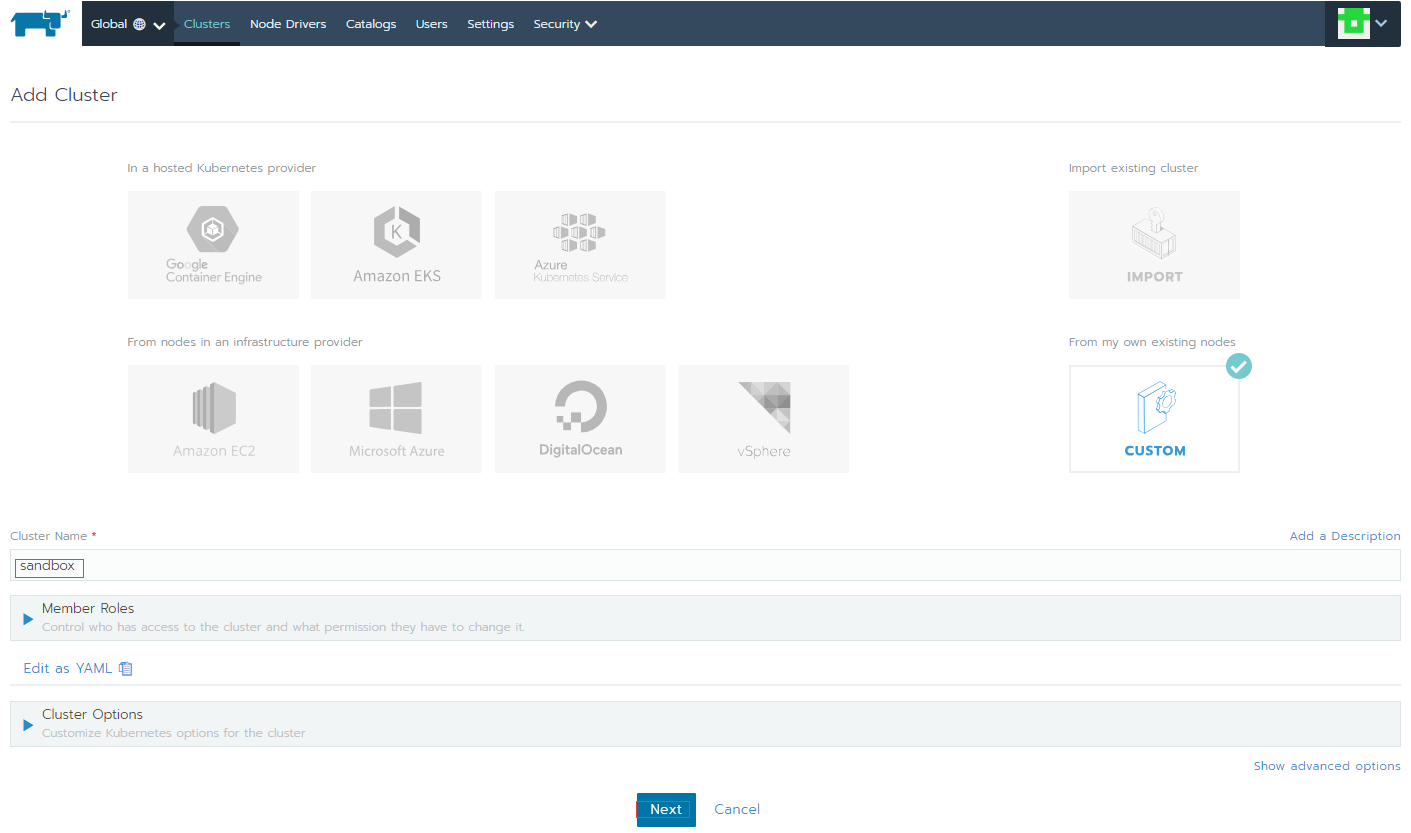 Global Clusters Node Drivers Catalogs Users Settings Security
Add Cluster
In a hosted Kubernetes provider
Import existing cluster
Google
Container Engine
Amazon EKS
Azure
Kubernetes Service
IMPORT
From nodes in an infrastructure provider
From my own existing nodes
Amazon EC2
Microsoft Azure
DigitalOcean
vSphere
CUSTOM
Cluster Name *
Add a Description
sandbox
Member Roles
Control who has access to the cluster and what permission they have to change it.
Edit as YAML
Cluster Options
Customize Kubernetes options for the cluster
Show advanced options
Next Cancel